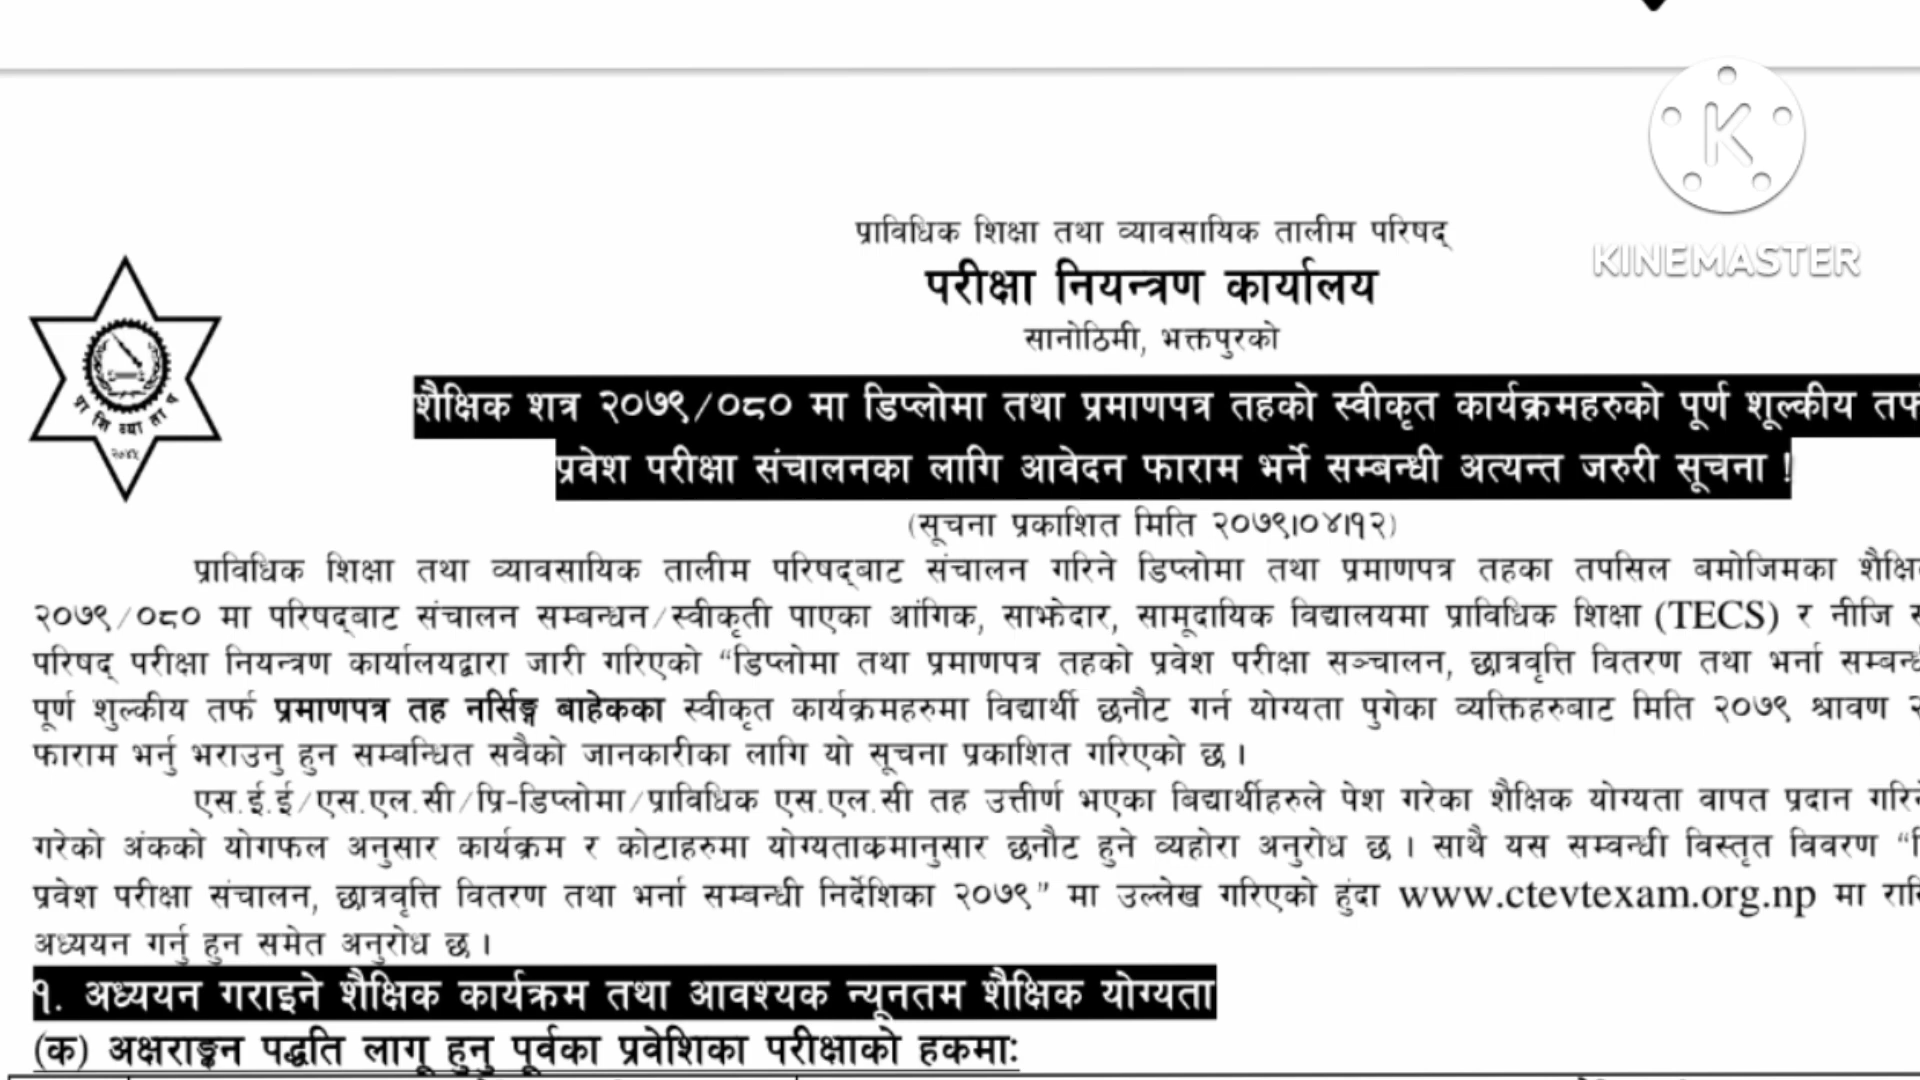 KINEMASTER
प्राविधिक शिक्षा तथा व्यावसायिक तालीम परिषद्
परीक्षा नियन्त्रण कार्यालय
सानोठिमी, भक्तपुरको
शैक्षिक शत्र २०७९/०८० मा डिप्लोमा तथा प्रमाणपत्र तहको स्वीकृत कार्यक्रमहरुको पूर्ण शूल्कीय तर्फ
प्रवेश परीक्षा संचालनका लागि आवेदन फाराम भर्ने सम्बन्धी अत्यन्त जरुरी सूचना !
(सूचना प्रकाशित मिति २०७९।०४।१२)
प्रा शि व्या ता प
२०४५
प्राविधिक शिक्षा तथा व्यावसायिक तालीम परिषद्बाट संचालन गरिने डिप्लोमा तथा प्रमाणपत्र तहका तपसिल बमोजिमका
२०७९/०८० मा परिषद्बाट संचालन सम्बन्धन/स्वीकृती पाएका आंगिक, साझेदार, सामूदायिक विद्यालयमा प्राविधिक शिक्षा (TECS) र नीजि
परिषद् परीक्षा नियन्त्रण कार्यालयद्वारा जारी गरिएको “डिप्लोमा तथा प्रमाणपत्र तहको प्रवेश परीक्षा सञ्चालन, छात्रवृत्ति वितरण तथा भर्ना
पूर्ण शुल्कीय तर्फ प्रमाणपत्र तह नर्सिङ्ग बाहेकका स्वीकृत कार्यक्रमहरुमा विद्यार्थी छनौट गर्न योग्यता पुगेका व्यक्तिहरुबाट मिति २०७९ श्रावण
फाराम भर्नु भराउनु हुन सम्बन्धित सवैको जानकारीका लागि यो सूचना प्रकाशित गरिएको छ ।
एस.ई.ई/एस.एल.सी/प्रि-डिप्लोमा/प्राविधिक एस.एल.सी तह उत्तीर्ण भएका बिद्यार्थीहरुले पेश गरेका शैक्षिक योग्यता वापत प्रदान
गरेको अंकको योगफल अनुसार कार्यक्रम र कोटाहरुमा योग्यताक्रमानुसार छनौट हुने व्यहोरा अनुरोध छ । साथै यस सम्वन्धी विस्तृत विवरण
प्रवेश परीक्षा संचालन, छात्रवृत्ति वितरण तथा भर्ना सम्बन्धी निर्देशिका २०७९” मा उल्लेख गरिएको हुंदा www.ctevtexam.org.np मा
अध्ययन गर्नु हुन समेत अनुरोध छ ।
१. अध्ययन गराइने शैक्षिक कार्यक्रम तथा आवश्यक न्यूनतम शैक्षिक योग्यता
(क) अक्षराङ्कन पद्धति लागू हुनु पूर्वका प्रवेशिका परीक्षाको हकमाः